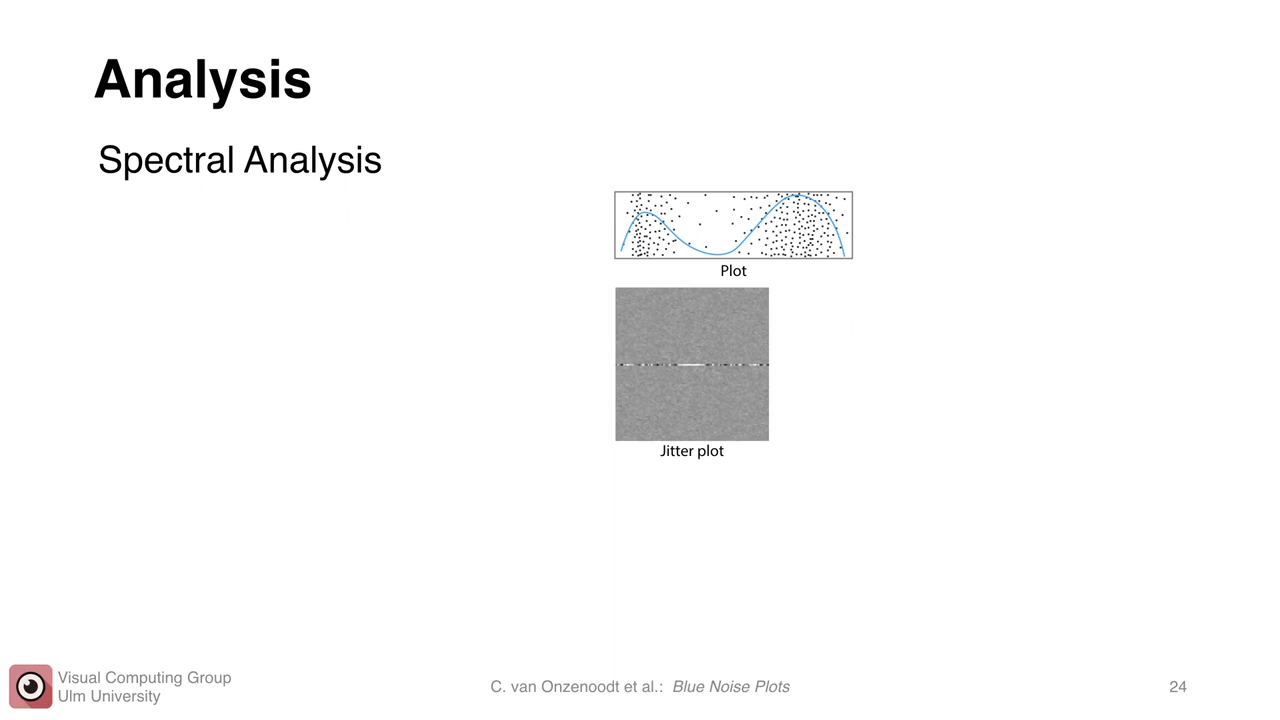 Analysis
Spectral Analysis
Plot
Jitter plot
Visual Computing Group
Ulm University
C. van Onzenoodt et al.: Blue Noise Plots
24